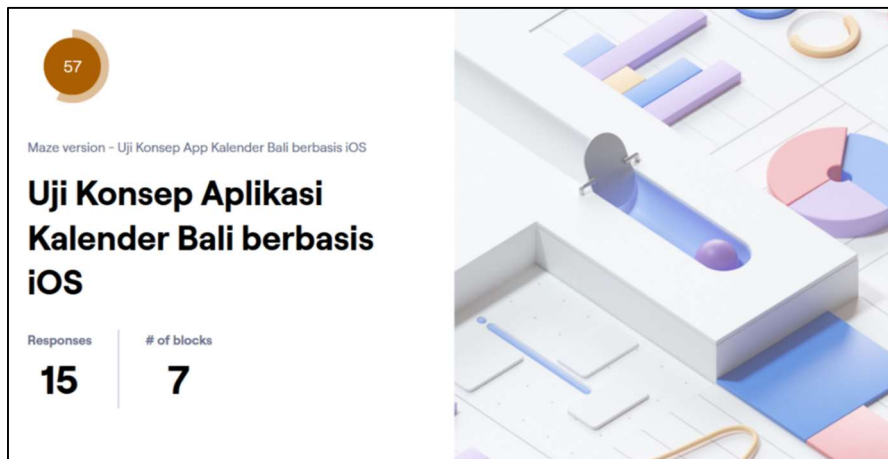 57
Maze version - Uji Konsep App Kalender Bali berbasis iOS
Uji Konsep Aplikasi
Kalender Bali berbasis
iOS
Responses # of blocks
15 7